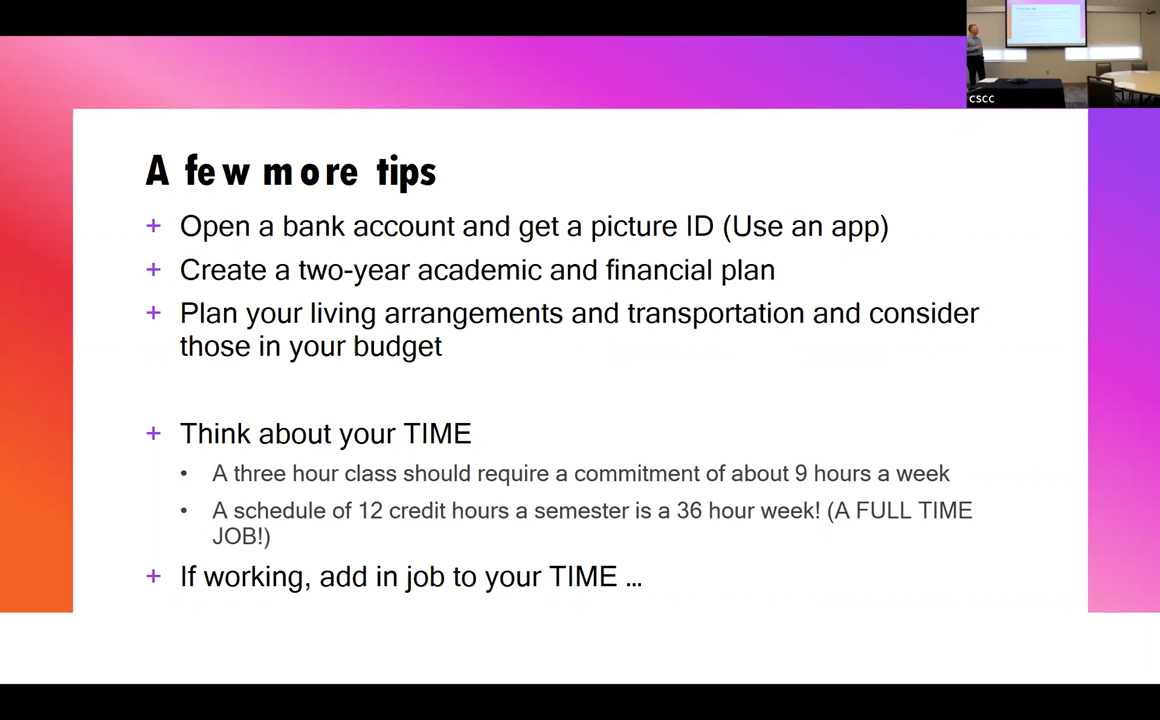 CSCC
A few more tips
+ Open a bank account and get a picture ID (Use an app)
+ Create a two-year academic and financial plan
+ Plan your living arrangements and transportation and consider
those in your budget
+ Think about your TIME
• A three hour class should require a commitment of about 9 hours a week
• A schedule of 12 credit hours a semester is a 36 hour week! (A FULL TIME
JOB!)
+ If working, add in job to your TIME ...